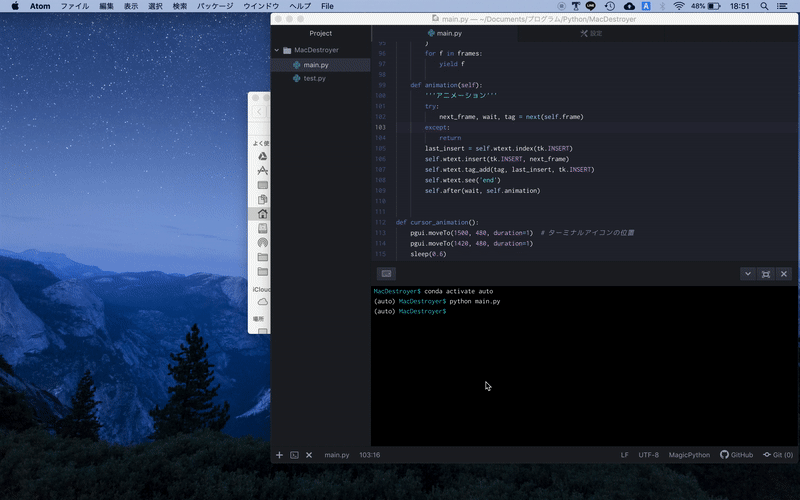 Atom ファイル 編集 表示 選択 検索 パッケージ ウインドウ ヘルプ File 48% 18:51
main.py — ~/Documents/プログラム/Python/MacDestroyer
Project
main.py
設定
MacDestroyer
main.py
test.py
よく使
iCloud
場所
95 }
96 for f in frames:
97 yield f
98
99 def animation(self):
100 '''アニメーション'''
101 try:
102 next_frame, wait, tag = next(self.frame)
103 except:
104 return
105 last_insert = self.wtext.index(tk.INSERT)
106 self.wtext.insert(tk.INSERT, next_frame)
107 self.wtext.tag_add(tag, last_insert, tk.INSERT)
108 self.wtext.see('end')
109 self.after(wait, self.animation)
110
111
112 def cursor_animation():
113 pgui.moveTo(1500, 480, duration=1) # ターミナルアイコンの位置
114 pgui.moveTo(1420, 480, duration=1)
115 sleep(0.6)
MacDestroyer$ conda activate auto
(auto) MacDestroyer$ python main.py
(auto) MacDestroyer$
main.py 103:16 LF UTF-8 MagicPython GitHub Git (0)